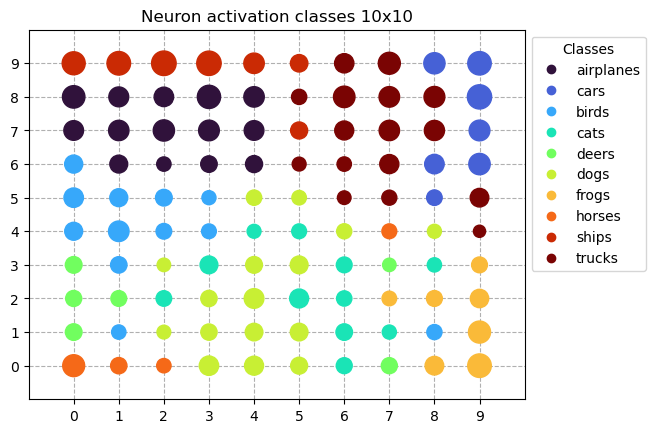 Neuron activation classes 10x10
9
8
7
6
5
4
3
2
1
0
0 1 2 3 4 5 6 7 8 9
Classes
airplanes
cars
birds
cats
deers
dogs
frogs
horses
ships
trucks